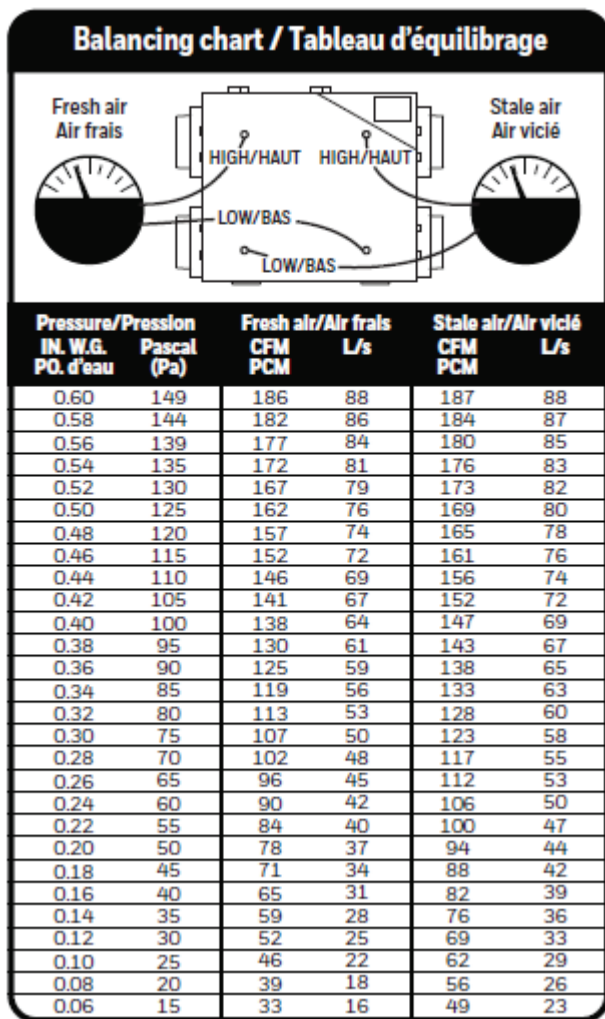 Balancing chart / Tableau d'équilibrage
Fresh air
Air frais
Stale air
Air vicié
HIGH/HAUT HIGH/HAUT
LOW/BAS
LOW/BAS
Pressure/Pression Fresh air/Air frais Stale air/Air vicié
IN. W.G. Pascal CFM L/s CFM L/s
PO. d'eau (Pa) PCM PCM
0.60 149 186 88 187 88
0.58 144 182 86 184 87
0.56 139 177 84 180 85
0.54 135 172 81 176 83
0.52 130 167 79 173 82
0.50 125 162 76 169 80
0.48 120 157 74 165 78
0.46 115 152 72 161 76
0.44 110 146 69 156 74
0.42 105 141 67 152 72
0.40 100 138 64 147 69
0.38 95 130 61 143 67
0.36 90 125 59 138 65
0.34 85 119 56 133 63
0.32 80 113 53 128 60
0.30 75 107 50 123 58
0.28 70 102 48 117 55
0.26 65 96 45 112 53
0.24 60 90 42 106 50
0.22 55 84 40 100 47
0.20 50 78 37 94 44
0.18 45 71 34 88 42
0.16 40 65 31 82 39
0.14 35 59 28 76 36
0.12 30 52 25 69 33
0.10 25 46 22 62 29
0.08 20 39 18 56 26
0.06 15 33 16 49 23